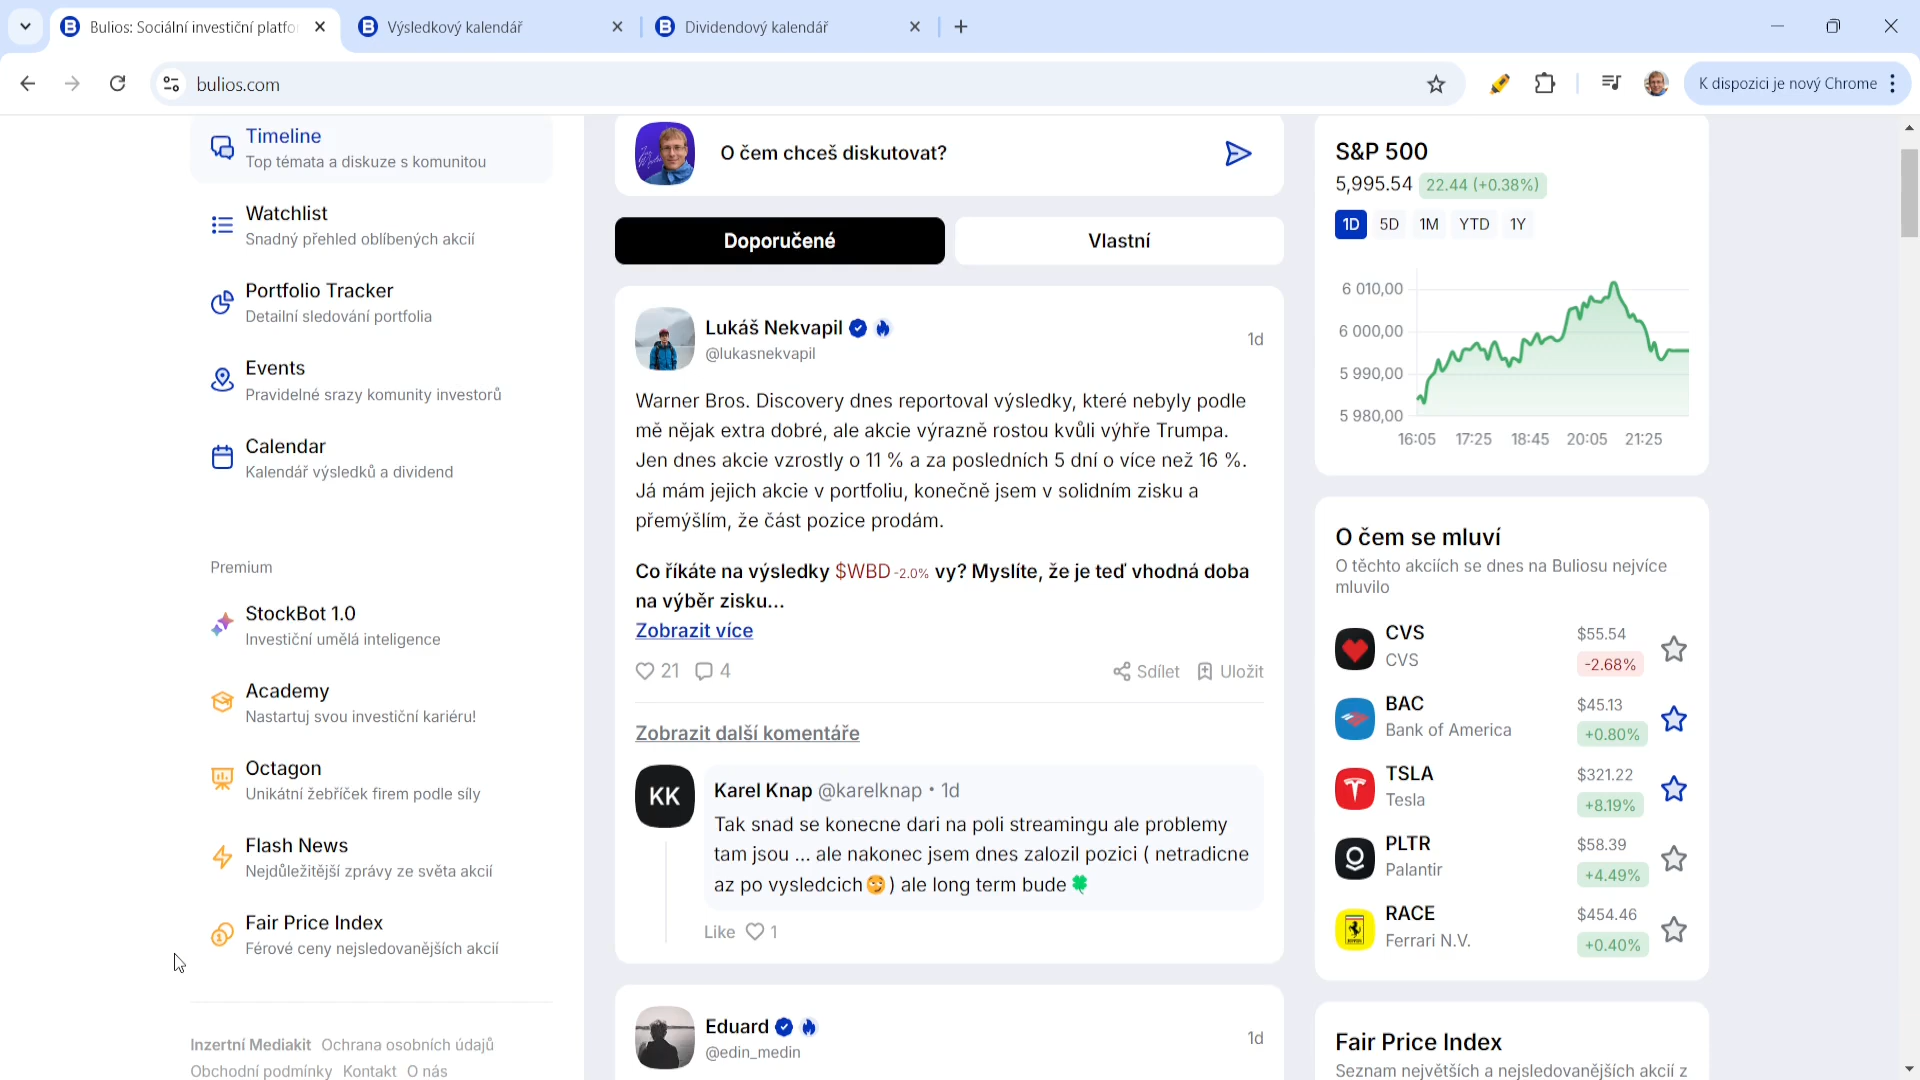 Bulios: Sociální investiční platfo
Výsledkový kalendář
Dividendový kalendář
bulios.com
K dispozici je nový Chrome
Timeline
Top témata a diskuze s komunitou
Watchlist
Snadný přehled oblíbených akcií
Portfolio Tracker
Detailní sledování portfolia
Events
Pravidelné srazy komunity investorů
Calendar
Kalendář výsledků a dividend
Premium
StockBot 1.0
Investiční umělá inteligence
Academy
Nastartuj svou investiční kariéru!
Octagon
Unikátní žebříček firem podle síly
Flash News
Nejdůležitější zprávy ze světa akcií
Fair Price Index
Férové ceny nejsledovanějších akcií
Inzertní Mediakit Ochrana osobních údajů
Obchodní podmínky Kontakt O nás
O čem chceš diskutovat?
Doporučené
Vlastní
Lukáš Nekvapil
@lukasnekvapil
1d
Warner Bros. Discovery dnes reportoval výsledky, které nebyly podle
mě nějak extra dobré, ale akcie výrazně rostou kvůli výhře Trumpa.
Jen dnes akcie vzrostly o 11 % a za posledních 5 dní o více než 16 %.
Já mám jejich akcie v portfoliu, konečně jsem v solidním zisku a
přemýšlím, že část pozice prodám.
Co říkáte na výsledky $WBD -2.0% vy? Myslíte, že je teď vhodná doba
na výběr zisku...
Zobrazit více
21
4
Sdílet
Uložit
Zobrazit další komentáře
KK
Karel Knap @karelknap • 1d
Tak snad se konecne dari na poli streamingu ale problemy
tam jsou ... ale nakonec jsem dnes zalozil pozici ( netradicne
az po vysledcich😏) ale long term bude🍀
Like
1
Eduard
@edin_medin
1d
S&P 500
5,995.54 22.44 (+0.38%)
1D 5D 1M YTD 1Y
6 010,00
6 000,00
5 990,00
5 980,00
16:05 17:25 18:45 20:05 21:25
O čem se mluví
O těchto akciích se dnes na Buliosu nejvíce
mluvilo
CVS
CVS
$55.54
-2.68%
BAC
Bank of America
$45.13
+0.80%
TSLA
Tesla
$321.22
+8.19%
PLTR
Palantir
$58.39
+4.49%
RACE
Ferrari N.V.
$454.46
+0.40%
Fair Price Index
Seznam největších a nejsledovanějších akcií z